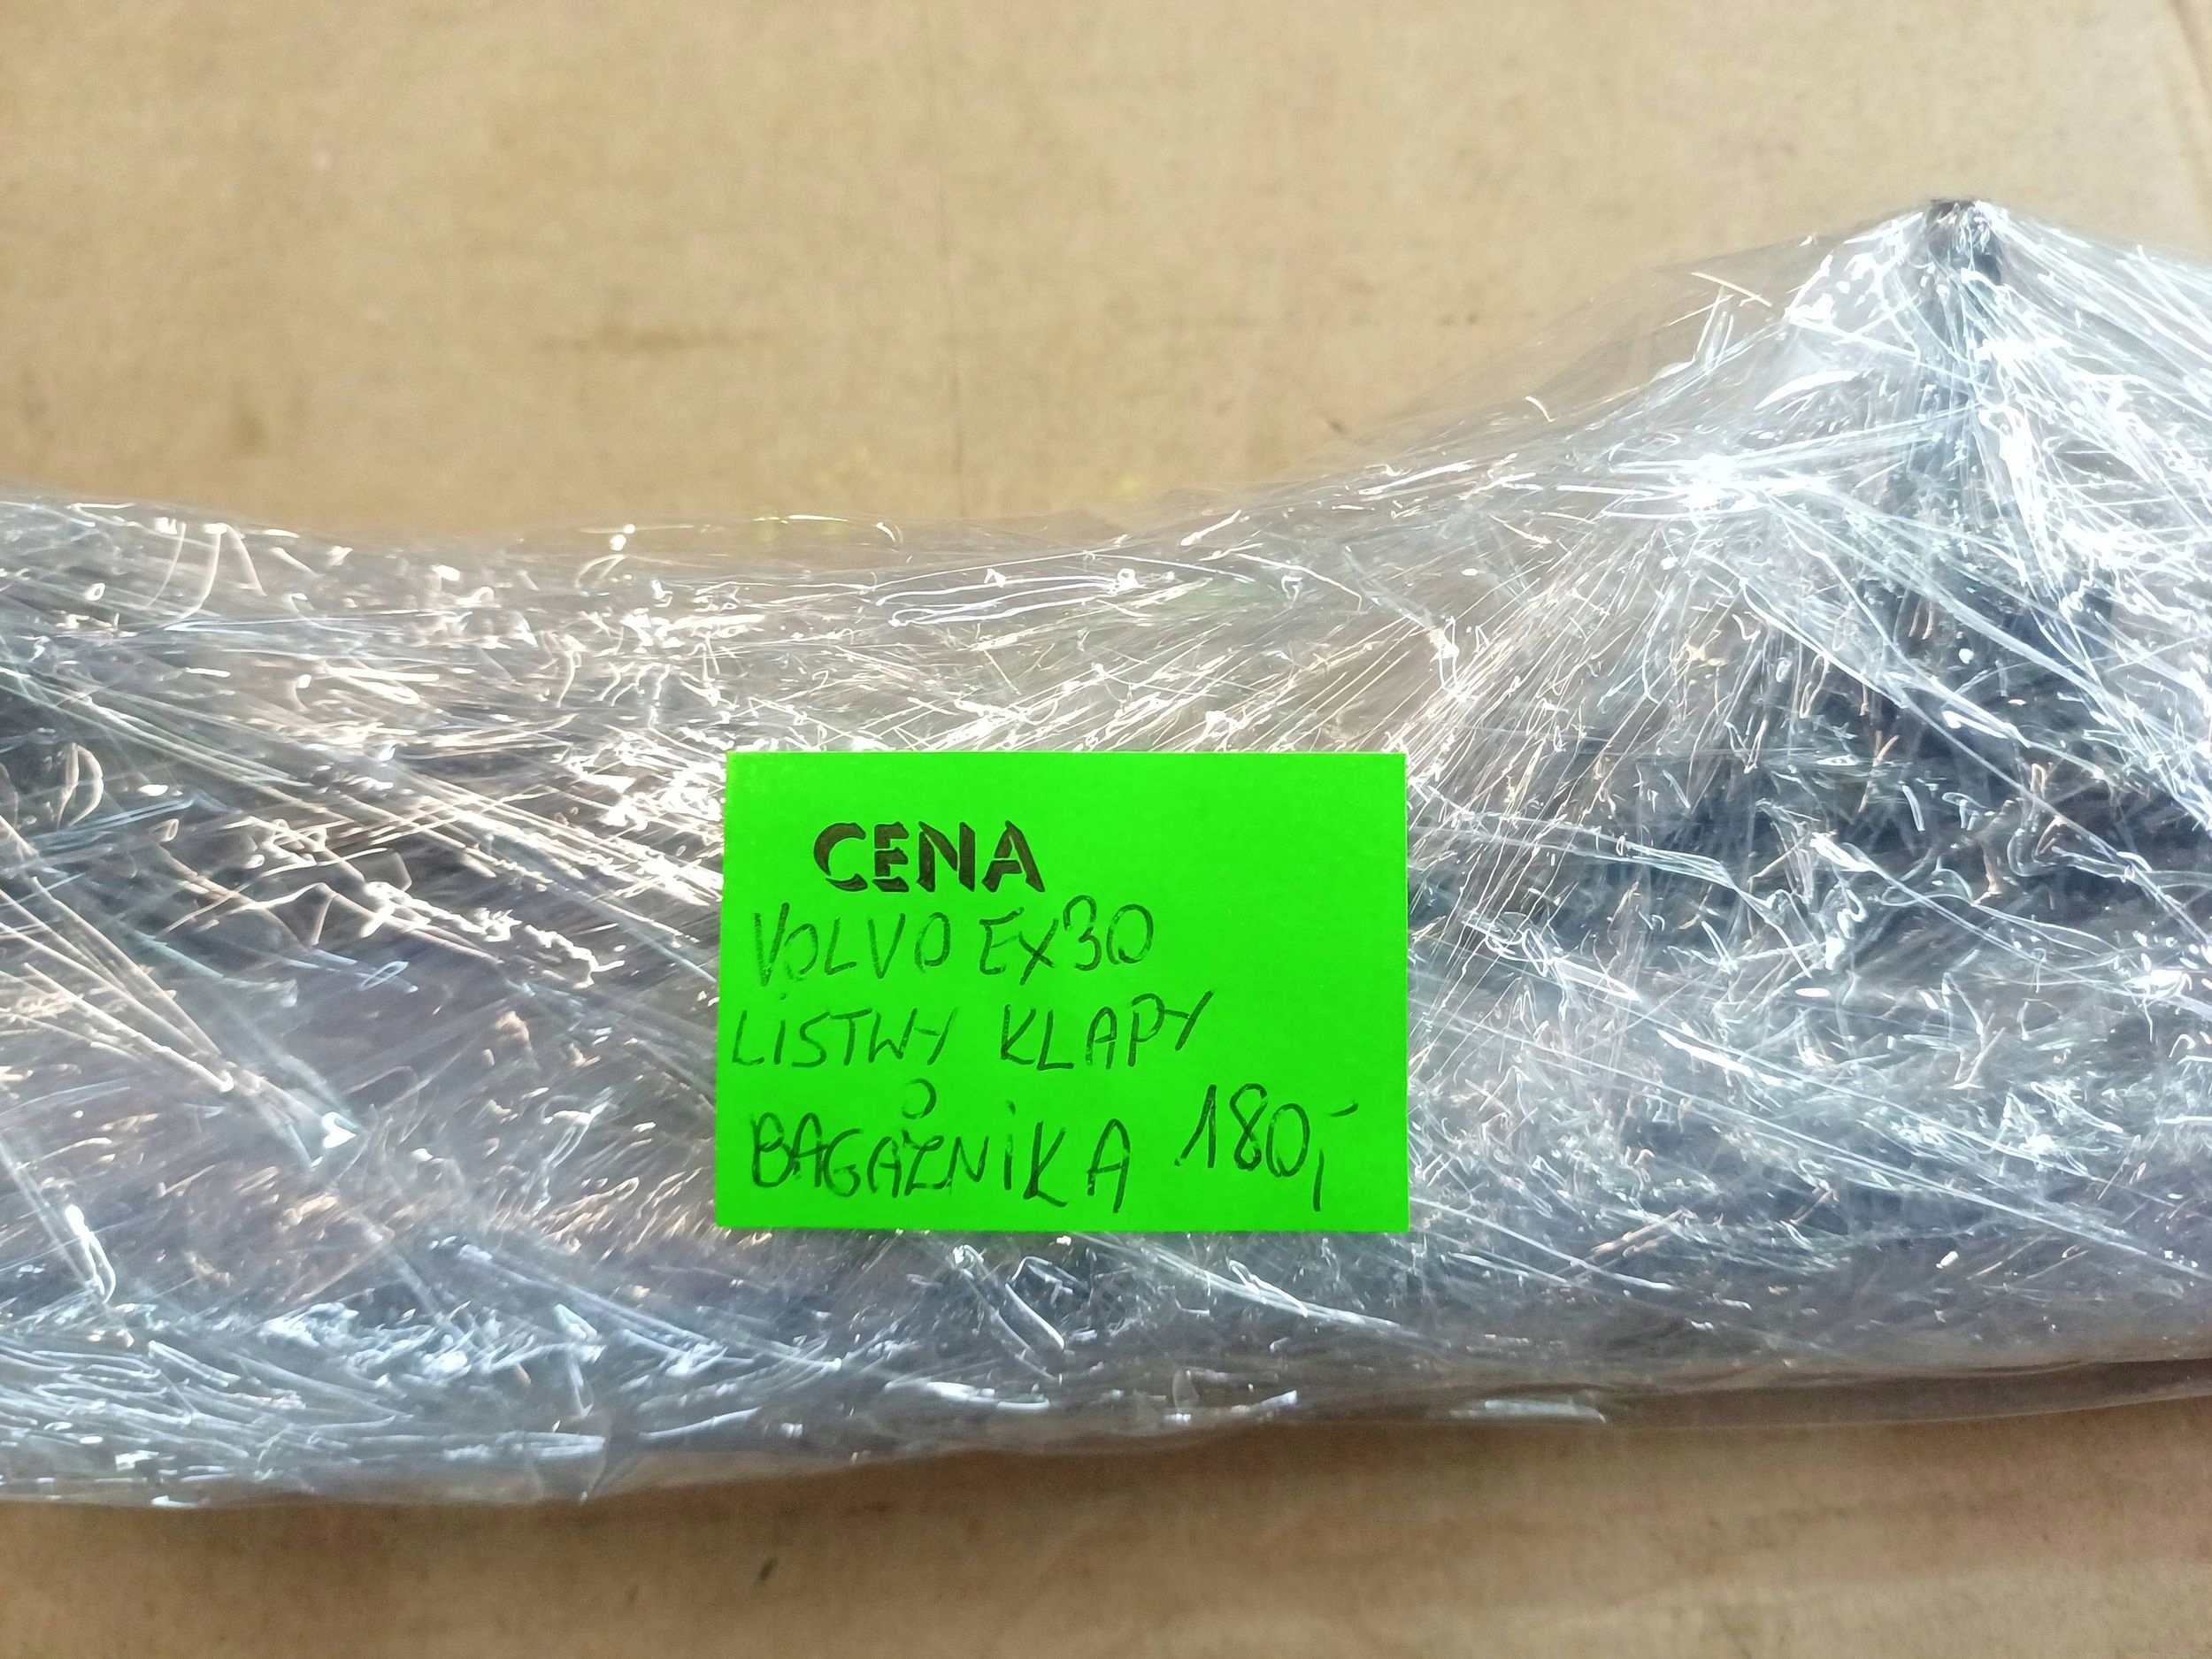 CENA
VOLVO EX30
LiSTWY KLAPY
BAGAŻNiKA 180,-